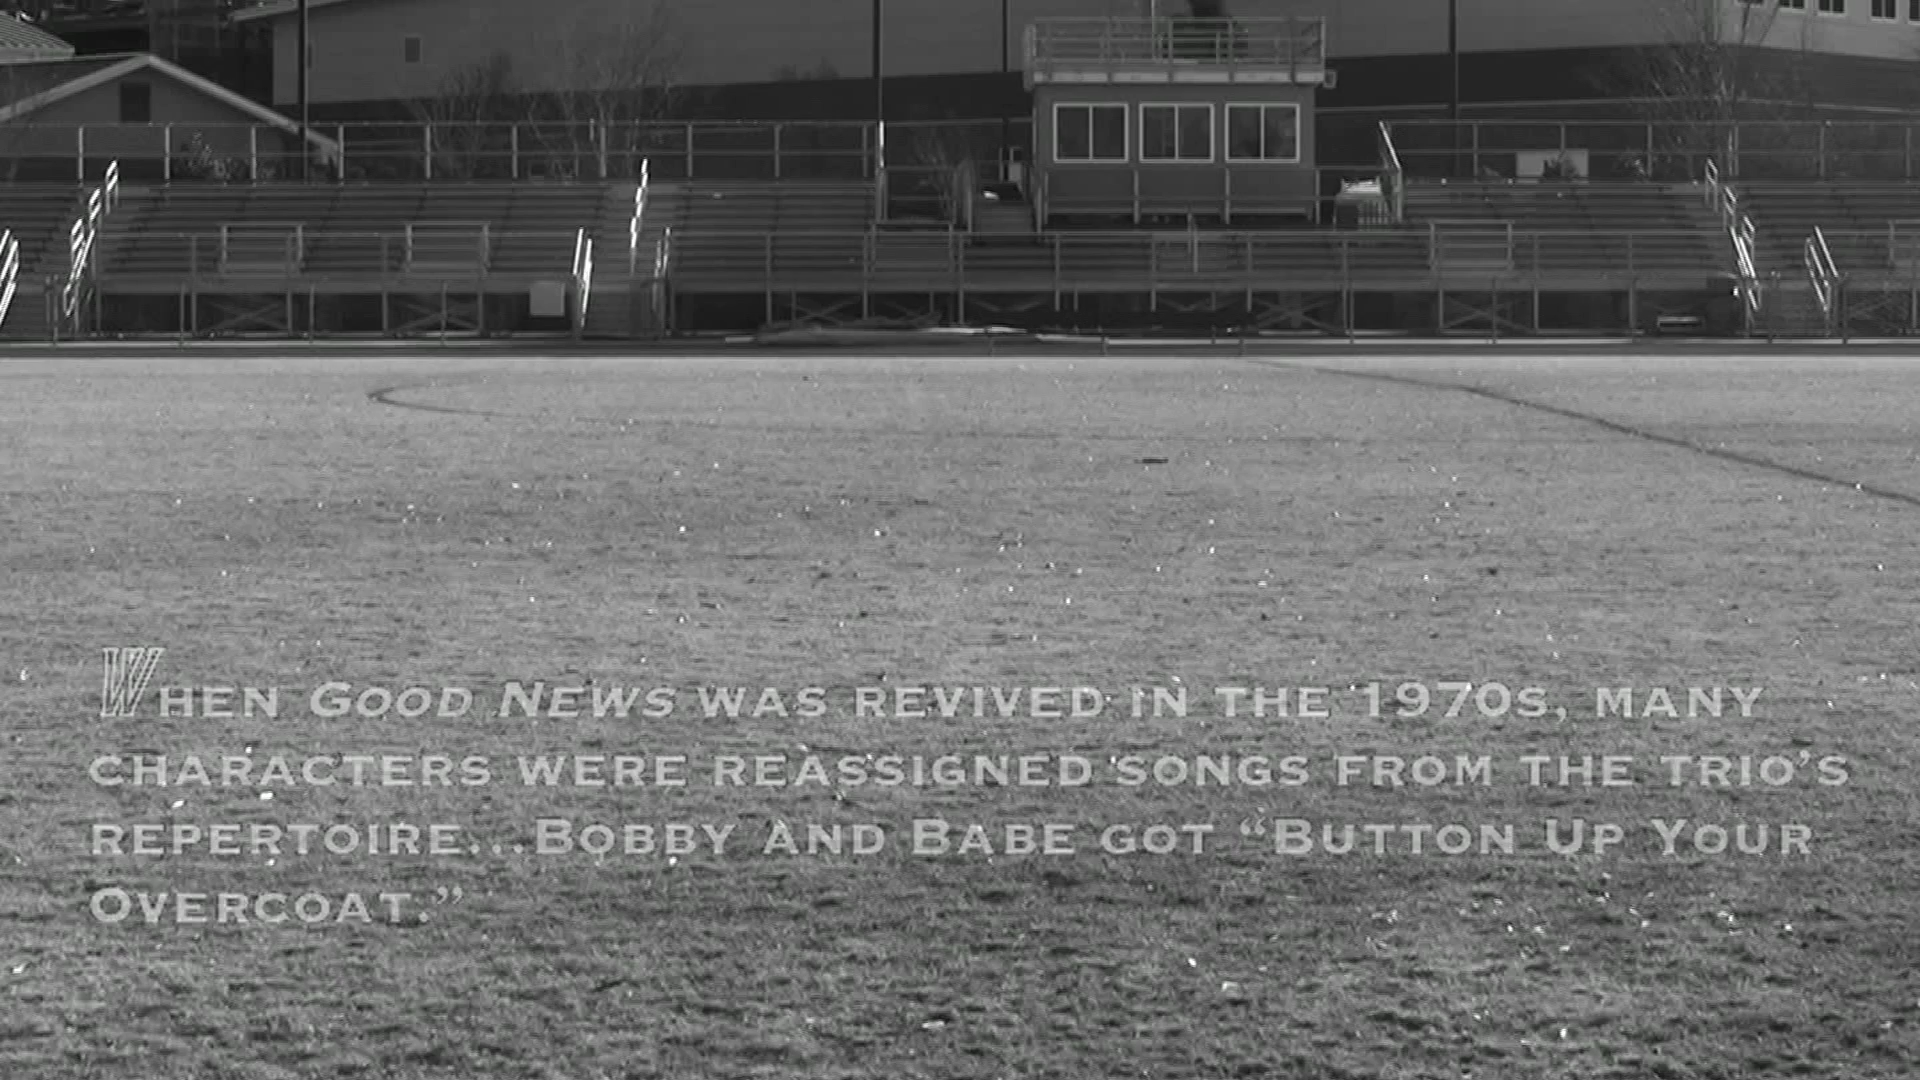 When Good News was revived in the 1970s, many
characters were reassigned songs from the trio's
repertoire...Bobby and Babe got “Button Up Your
Overcoat.”